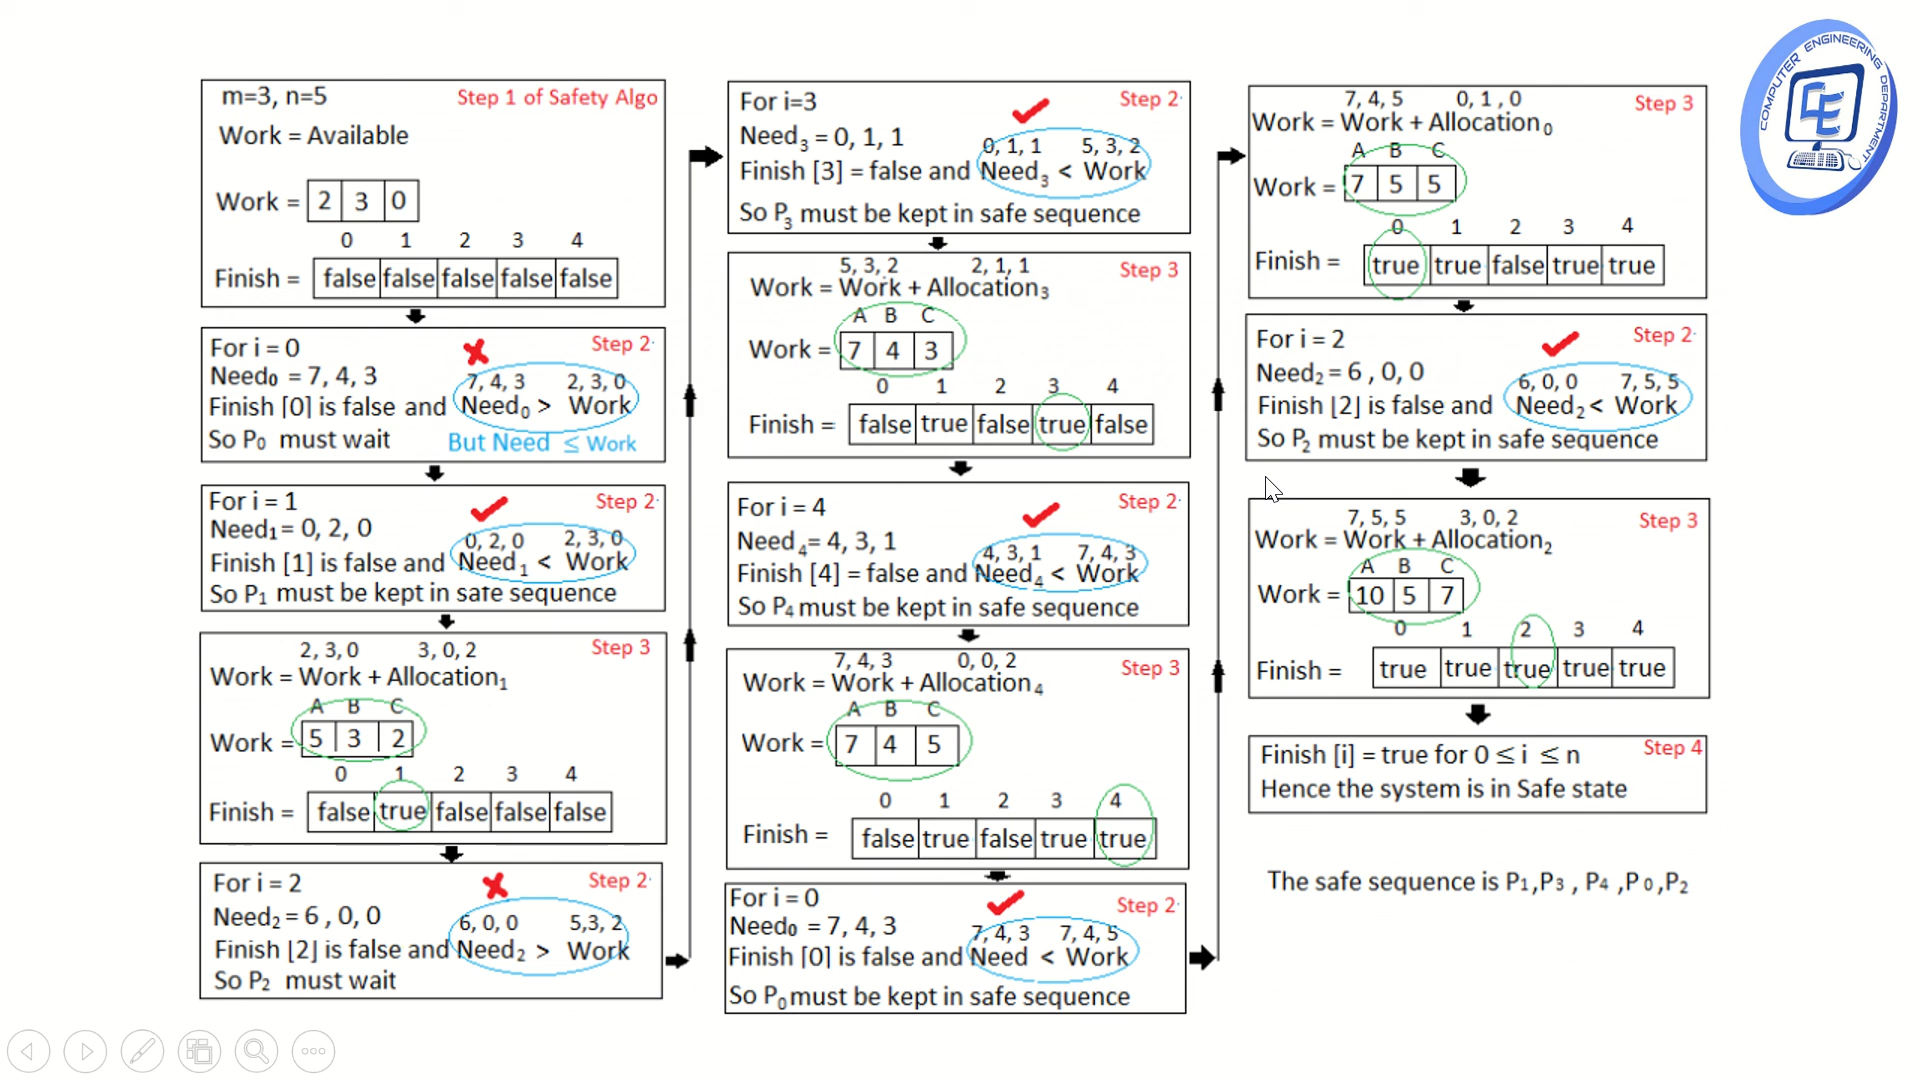 m=3, n=5
Step 1 of Safety Algo
Work = Available
Work = 2 3 0
0 1 2 3 4
Finish = false false false false false
For i = 0
Step 2
Need₀ = 7, 4, 3
7, 4, 3 2, 3, 0
Finish [0] is false and Need₀ > Work
So P₀ must wait
But Need ≤ Work
For i = 1
Step 2
Need₁ = 0, 2, 0
0, 2, 0 2, 3, 0
Finish [1] is false and Need₁ < Work
So P₁ must be kept in safe sequence
2, 3, 0 3, 0, 2
Step 3
Work = Work + Allocation₁
A B C
Work = 5 3 2
0 1 2 3 4
Finish = false true false false false
For i = 2
Step 2
Need₂ = 6 , 0, 0
6, 0, 0 5,3, 2
Finish [2] is false and Need₂ > Work
So P₂ must wait
For i=3
Step 2
Need₃ = 0, 1, 1
0, 1, 1 5, 3, 2
Finish [3] = false and Need₃ < Work
So P₃ must be kept in safe sequence
5, 3, 2 2, 1, 1
Step 3
Work = Work + Allocation₃
A B C
Work = 7 4 3
0 1 2 3 4
Finish = false true false true false
For i = 4
Step 2
Need₄= 4, 3, 1
4, 3, 1 7, 4, 3
Finish [4] = false and Need₄ < Work
So P₄ must be kept in safe sequence
7, 4, 3 0, 0, 2
Step 3
Work = Work + Allocation₄
A B C
Work = 7 4 5
0 1 2 3 4
Finish = false true false true true
For i = 0
Step 2
Need₀ = 7, 4, 3
7, 4, 3 7, 4, 5
Finish [0] is false and Need < Work
So P₀ must be kept in safe sequence
7, 4, 5 0, 1 , 0
Step 3
Work = Work + Allocation₀
A B C
Work = 7 5 5
0 1 2 3 4
Finish = true true false true true
For i = 2
Step 2
Need₂ = 6 , 0, 0
6, 0, 0 7, 5, 5
Finish [2] is false and Need₂ < Work
So P₂ must be kept in safe sequence
7, 5, 5 3, 0, 2
Step 3
Work = Work + Allocation₂
A B C
Work = 10 5 7
0 1 2 3 4
Finish = true true true true true
Finish [i] = true for 0 ≤ i ≤ n
Step 4
Hence the system is in Safe state
The safe sequence is P₁,P₃ , P₄ ,P₀,P₂
COMPUTER ENGINEERING DEPARTMENT
CE